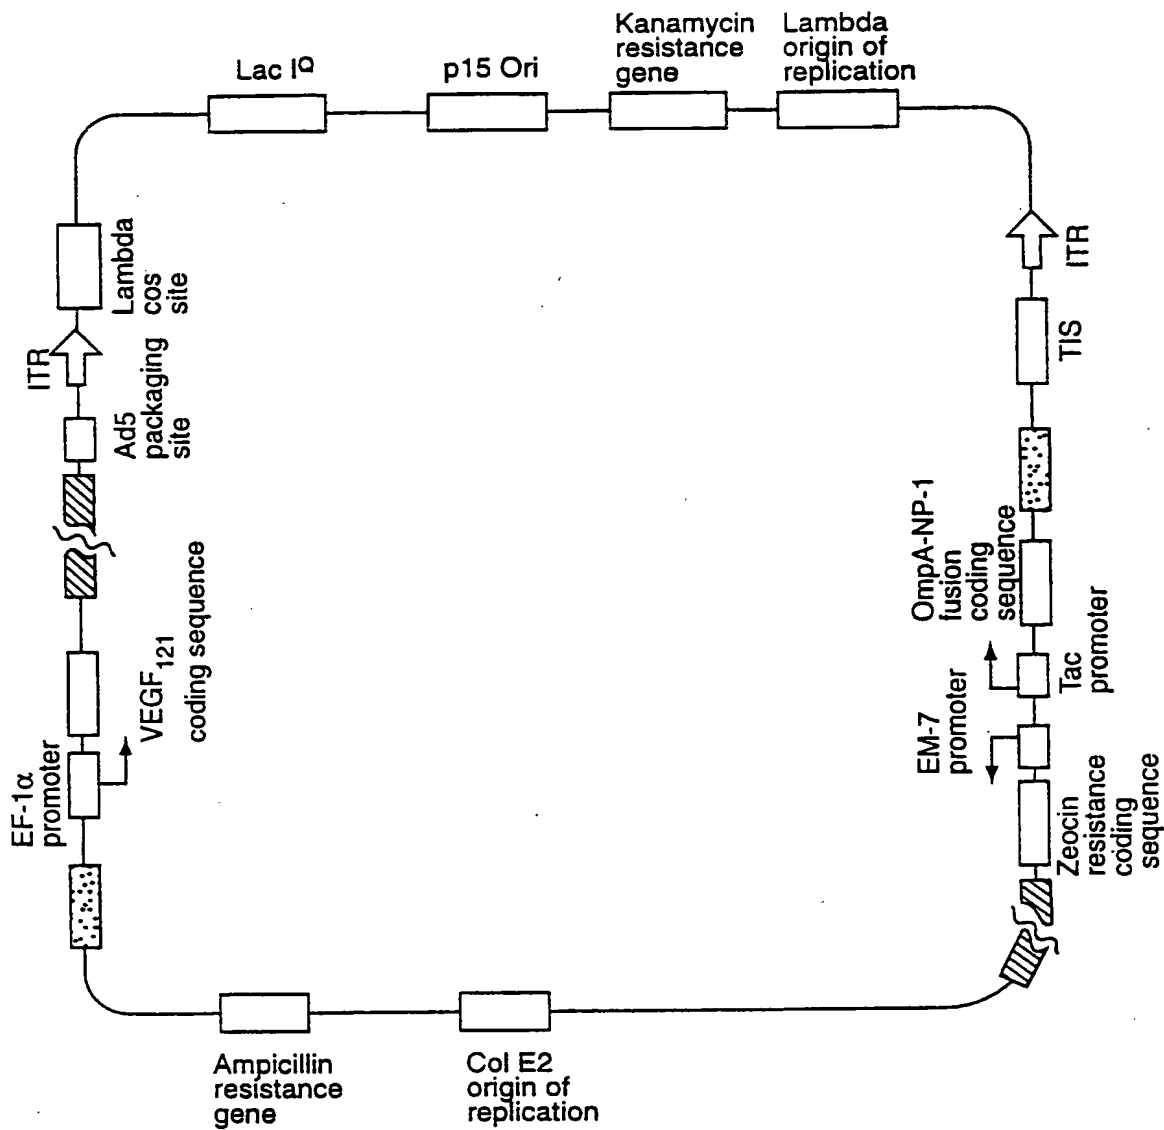 Lac I^Q
p15 Ori
Kanamycin
resistance
gene
Lambda
origin of
replication
ITR
TIS
OmpA-NP-1
fusion
coding
sequence
Tac
promoter
EM-7
promoter
Zeocin
resistance
coding
sequence
Col E2
origin of
replication
Ampicillin
resistance
gene
EF-1α
promoter
VEGF₁₂₁
coding sequence
Ad5
packaging
site
ITR
Lambda
cos
site